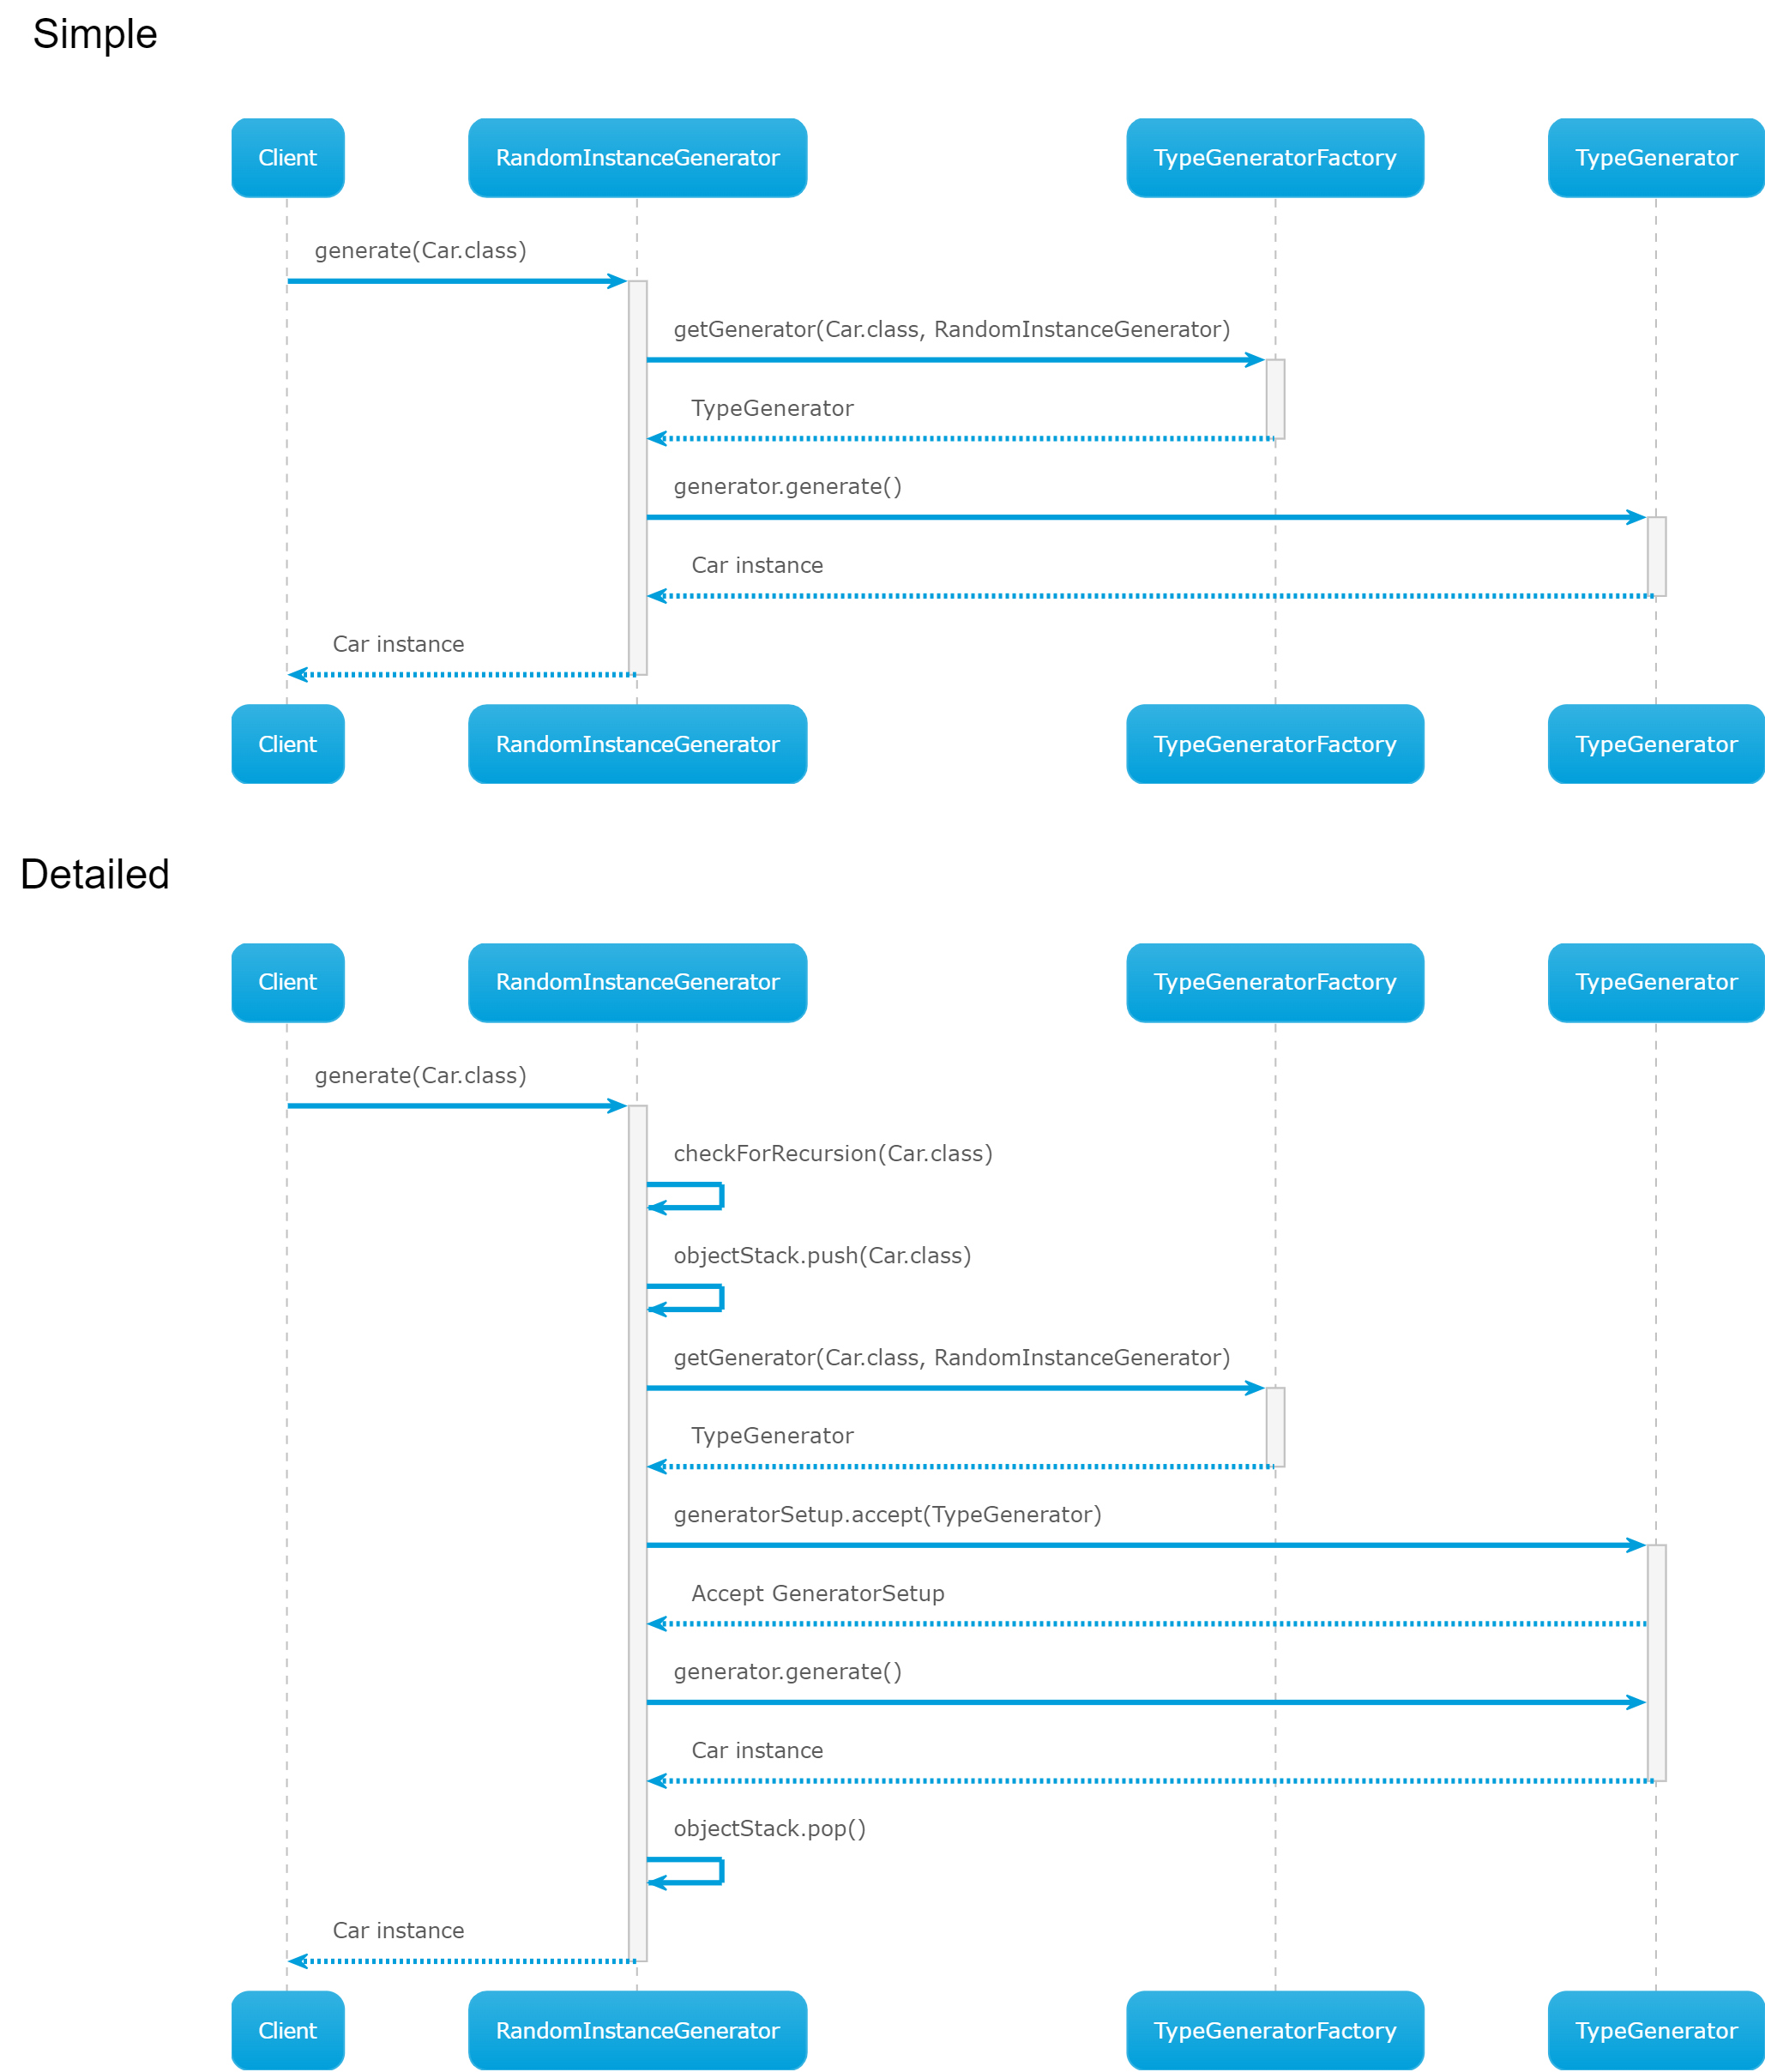 Simple
Client
RandomInstanceGenerator
TypeGeneratorFactory
TypeGenerator
generate(Car.class)
getGenerator(Car.class, RandomInstanceGenerator)
TypeGenerator
generator.generate()
Car instance
Car instance
Client
RandomInstanceGenerator
TypeGeneratorFactory
TypeGenerator
Detailed
Client
RandomInstanceGenerator
TypeGeneratorFactory
TypeGenerator
generate(Car.class)
checkForRecursion(Car.class)
objectStack.push(Car.class)
getGenerator(Car.class, RandomInstanceGenerator)
TypeGenerator
generatorSetup.accept(TypeGenerator)
Accept GeneratorSetup
generator.generate()
Car instance
objectStack.pop()
Car instance
Client
RandomInstanceGenerator
TypeGeneratorFactory
TypeGenerator